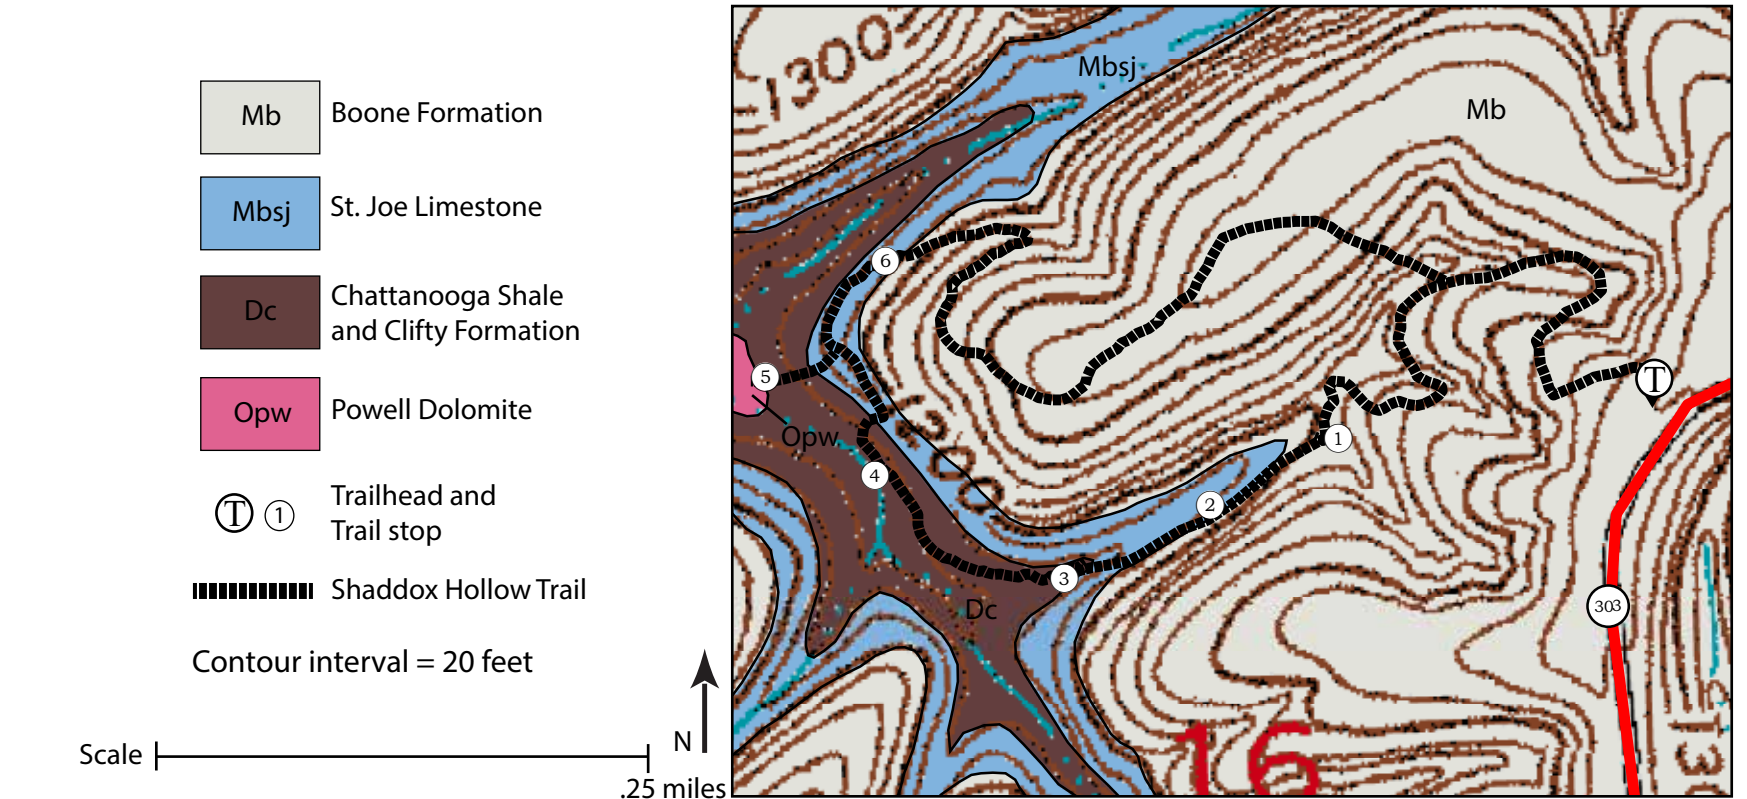 Mb
Boone Formation
Mbsj
St. Joe Limestone
Dc
Chattanooga Shale
and Clifty Formation
Opw
Powell Dolomite
T
1
Trailhead and
Trail stop
Shaddox Hollow Trail
Contour interval = 20 feet
Scale
.25 miles
N
1300
Mbsj
Mb
6
5
Opw
1200
4
T
1
2
3
Dc
303
16